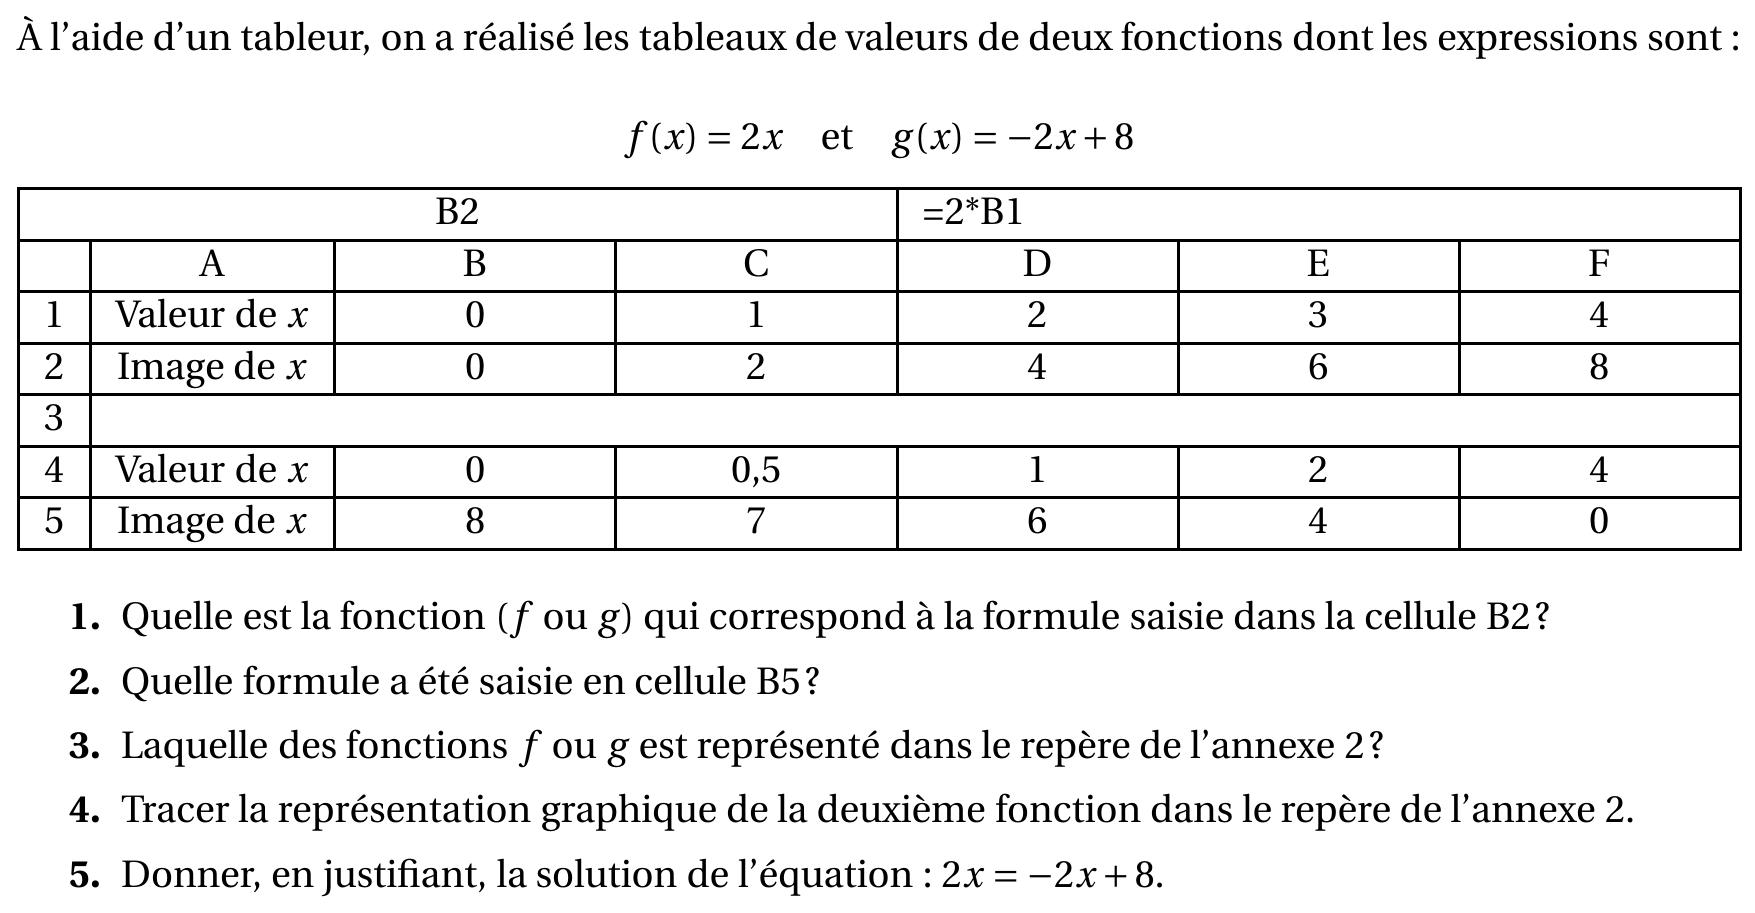 À l’aide d’un tableur, on a réalisé les tableaux de valeurs de deux fonctions dont les expressions sont :
f(x) = 2x et g(x) = −2x + 8
B2 =2*B1
A B C D E F
1 Valeur de x 0 1 2 3 4
2 Image de x 0 2 4 6 8
3
4 Valeur de x 0 0,5 1 2 4
5 Image de x 8 7 6 4 0
1. Quelle est la fonction (f ou g) qui correspond à la formule saisie dans la cellule B2 ?
2. Quelle formule a été saisie en cellule B5 ?
3. Laquelle des fonctions f ou g est représenté dans le repère de l’annexe 2 ?
4. Tracer la représentation graphique de la deuxième fonction dans le repère de l’annexe 2.
5. Donner, en justifiant, la solution de l’équation : 2x = −2x + 8.